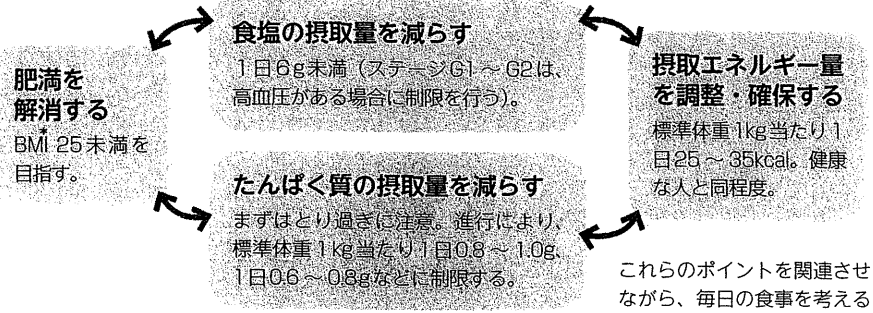 肥満を
解消する
BMI 25未満を
目指す。
食塩の摂取量を減らす
1日6g未満（ステージG1～G2は、
高血圧がある場合に制限を行う）。
たんぱく質の摂取量を減らす
まずはとり過ぎに注意。進行により、
標準体重1kg当たり1日0.8～1.0g、
1日0.6～0.8gなどに制限する。
摂取エネルギー量
を調整・確保する
標準体重1kg当たり1
日25～35kcal。健康
な人と同程度。
これらのポイントを関連させ
ながら、毎日の食事を考える